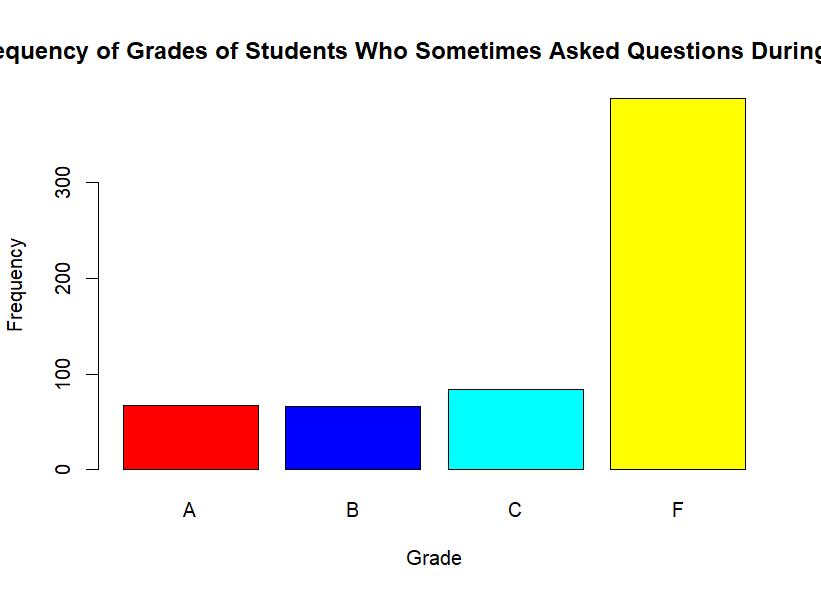 equency of Grades of Students Who Sometimes Asked Questions During
300
200
100
0
Frequency
A B C F
Grade